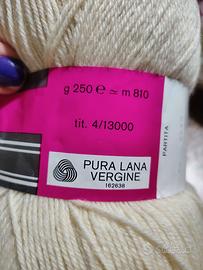 g 250 e ≃ m 810
tit. 4/13000
PURA LANA
VERGINE
162638
PARTITA